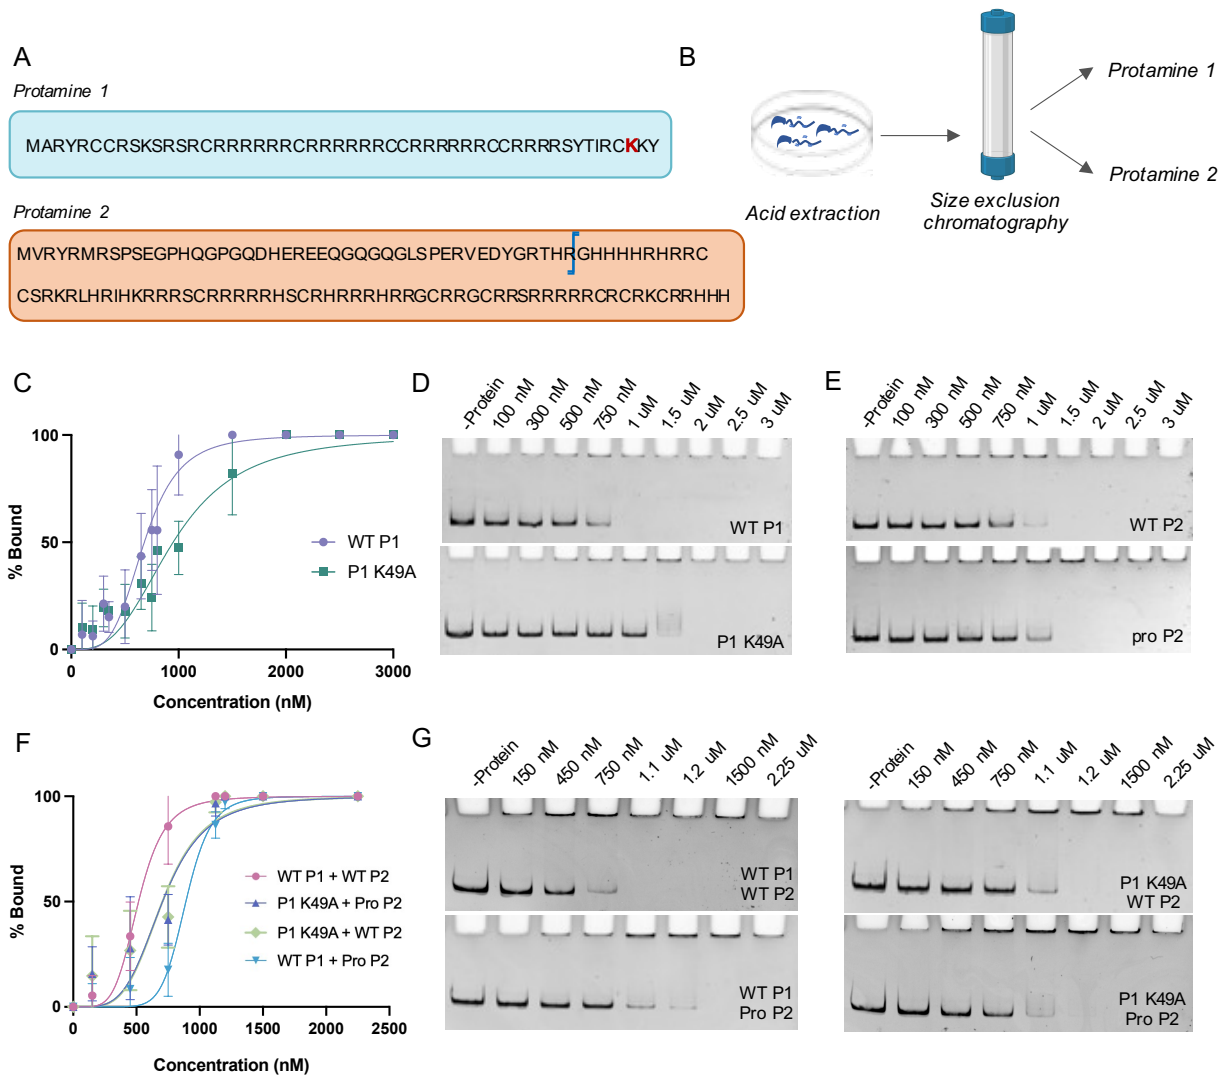 A
Protamine 1
MARYRCCRSKSRSRCRRRRRRCRRRRRRCCRRRRRRRCCRRRRRSYTIRCKKY
Protamine 2
MVRYRMRSPSEGPHQGPGQDHEREEQGQGQGLSPERVEDYGRTHRGHHHHRHRRC
CSRKRLHRIHKRRRSCRRRRRHSCRHRRRHRRGCRRGCRRSRRRRRCRCRKCRRHHH
B
Acid extraction
Size exclusion
chromatography
Protamine 1
Protamine 2
C
% Bound
100
50
0
0
1000
2000
3000
Concentration (nM)
WT P1
P1 K49A
D
-Protein
100 nM
300 nM
500 nM
750 nM
1 uM
1.5 uM
2 uM
2.5 uM
3 uM
WT P1
P1 K49A
E
-Protein
100 nM
300 nM
500 nM
750 nM
1 uM
1.5 uM
2 uM
2.5 uM
3 uM
WT P2
pro P2
F
% Bound
100
50
0
0
500
1000
1500
2000
2500
Concentration (nM)
WT P1 + WT P2
P1 K49A + Pro P2
P1 K49A + WT P2
WT P1 + Pro P2
G
-Protein
150 nM
450 nM
750 nM
1.1 uM
1.2 uM
1500 nM
2.25 uM
WT P1
WT P2
WT P1
Pro P2
-Protein
150 nM
450 nM
750 nM
1.1 uM
1.2 uM
1500 nM
2.25 uM
P1 K49A
WT P2
P1 K49A
Pro P2